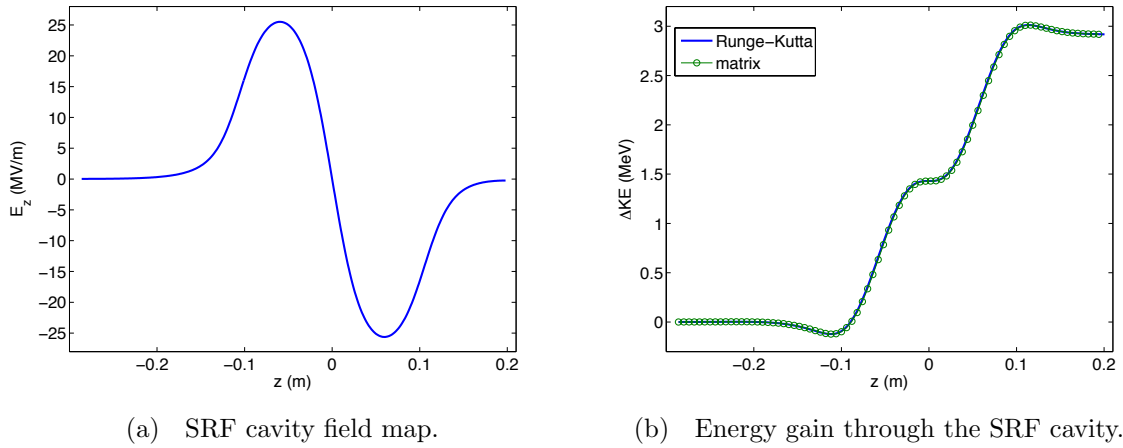 25
20
15
10
5
0
−5
−10
−15
−20
−25
E_z (MV/m)
−0.2 −0.1 0 0.1 0.2
z (m)
(a) SRF cavity field map.
3
2.5
2
1.5
1
0.5
0
ΔKE (MeV)
Runge−Kutta
matrix
−0.2 −0.1 0 0.1 0.2
z (m)
(b) Energy gain through the SRF cavity.